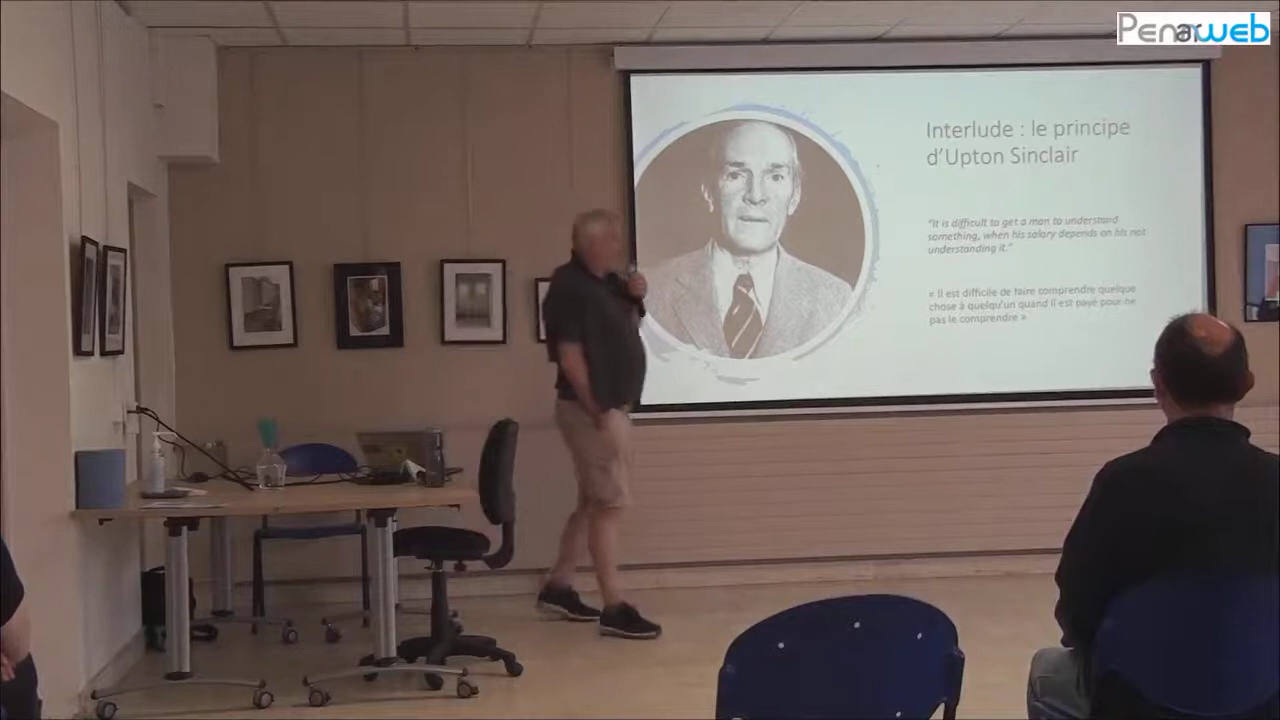 Penarweb
Interlude : le principe
d'Upton Sinclair
"It is difficult to get a man to understand
something, when his salary depends on his not
understanding it."
« Il est difficile de faire comprendre quelque
chose à quelqu'un quand il est payé pour ne
pas le comprendre »